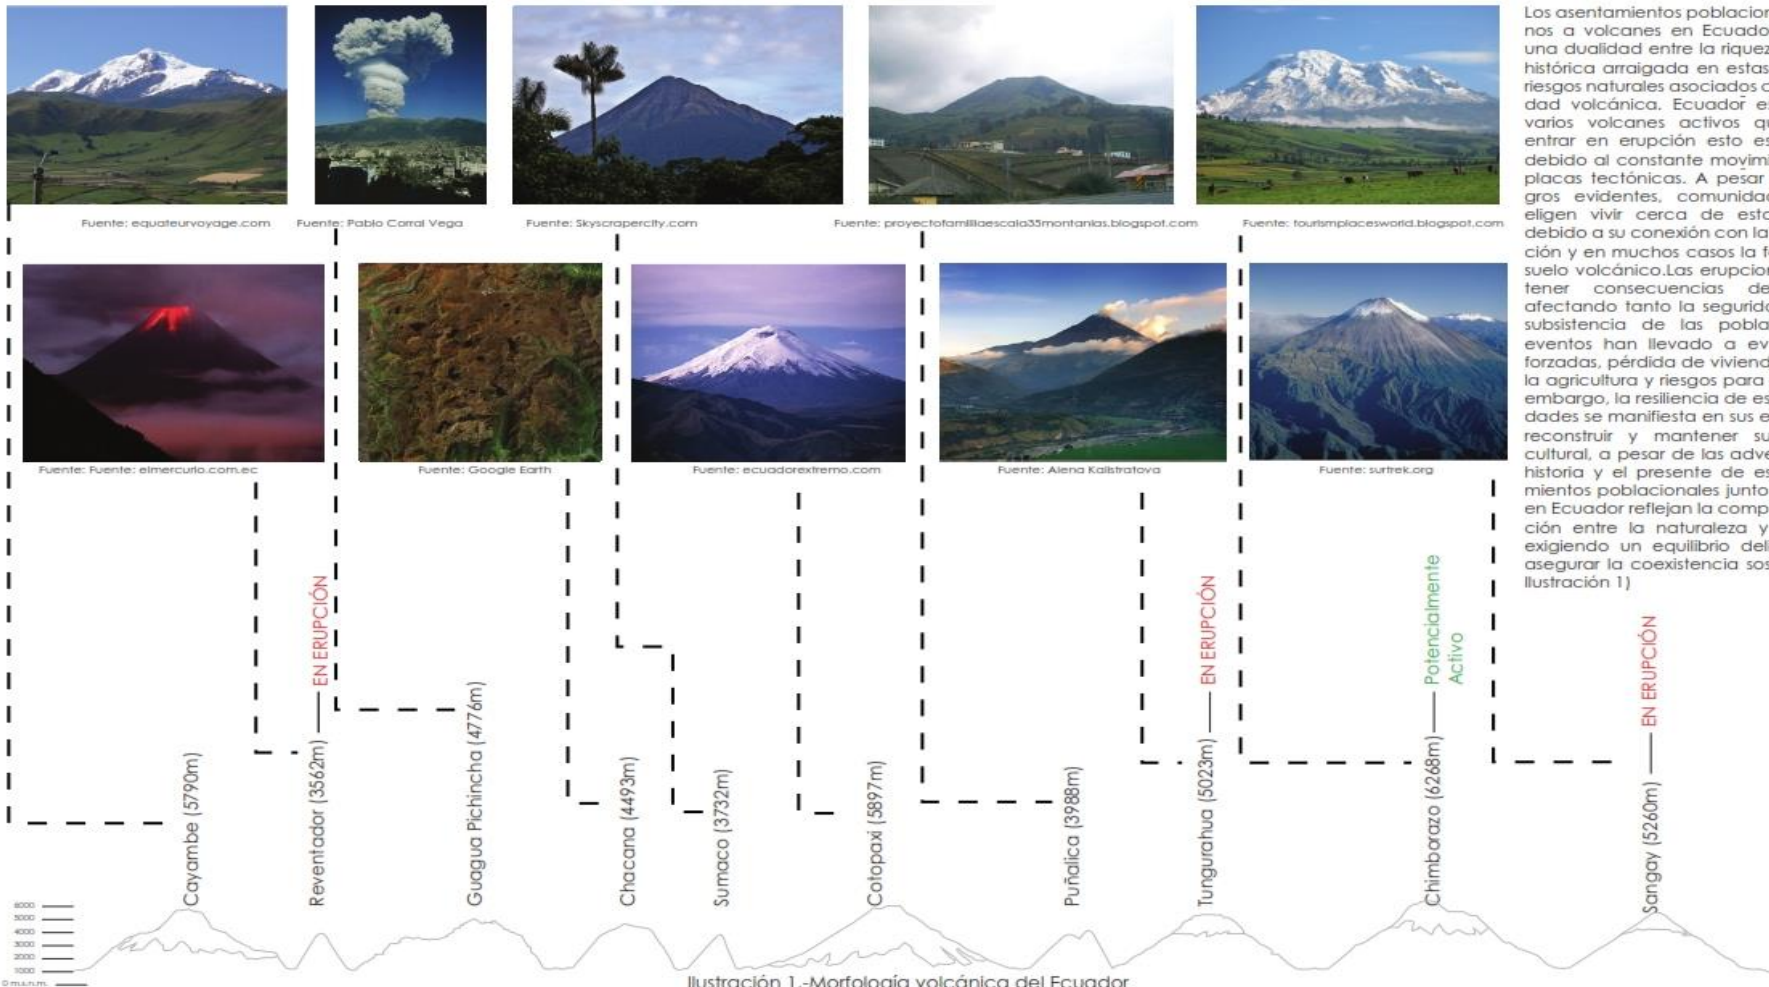 Fuente: equateurvoyage.com
Fuente: Pablo Corral Vega
Fuente: Skyscrapercity.com
Fuente: proyectofamiliaescala35montanias.blogspot.com
Fuente: tourismplacesworld.blogspot.com
Fuente: Fuente: elmercurio.com.ec
Fuente: Google Earth
Fuente: ecuadorextremo.com
Fuente: Alena Kalistratova
Fuente: surtrek.org
Cayambe (5790m)
Reventador (3562m)
EN ERUPCIÓN
Guagua Pichincha (4776m)
Chacana (4493m)
Sumaco (3732m)
Cotopaxi (5897m)
Puñalica (3988m)
Tungurahua (5023m)
EN ERUPCIÓN
Chimborazo (6268m)
Potencialmente
Activo
Sangay (5260m)
EN ERUPCIÓN
6000
5000
4000
3000
2000
1000
0 m.s.n.m.
Ilustración 1.-Morfología volcánica del Ecuador
Los asentamientos poblacion
nos a volcanes en Ecuado
una dualidad entre la riquez
histórica arraigada en estas
riesgos naturales asociados
dad volcánica. Ecuador es
varios volcanes activos qu
entrar en erupción esto es
debido al constante movimi
placas tectónicas. A pesar
gros evidentes, comunidad
eligen vivir cerca de esto
debido a su conexión con la
ción y en muchos casos la f
suelo volcánico.Las erupcion
tener consecuencias de
afectando tanto la segurida
subsistencia de las pobla
eventos han llevado a ev
forzadas, pérdida de viviend
la agricultura y riesgos para
embargo, la resiliencia de es
dades se manifiesta en sus e
reconstruir y mantener su
cultural, a pesar de las adve
historia y el presente de es
mientos poblacionales junto
en Ecuador reflejan la comp
ción entre la naturaleza y
exigiendo un equilibrio deli
asegurar la coexistencia sos
Ilustración 1)